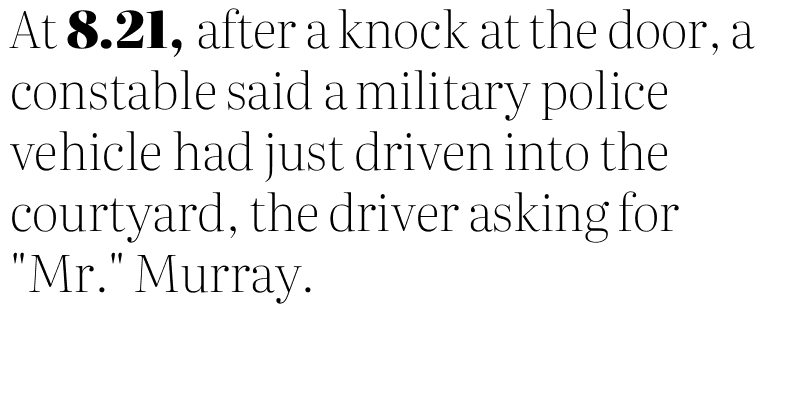 At 8.21, after a knock at the door, a
constable said a military police
vehicle had just driven into the
courtyard, the driver asking for
"Mr." Murray.